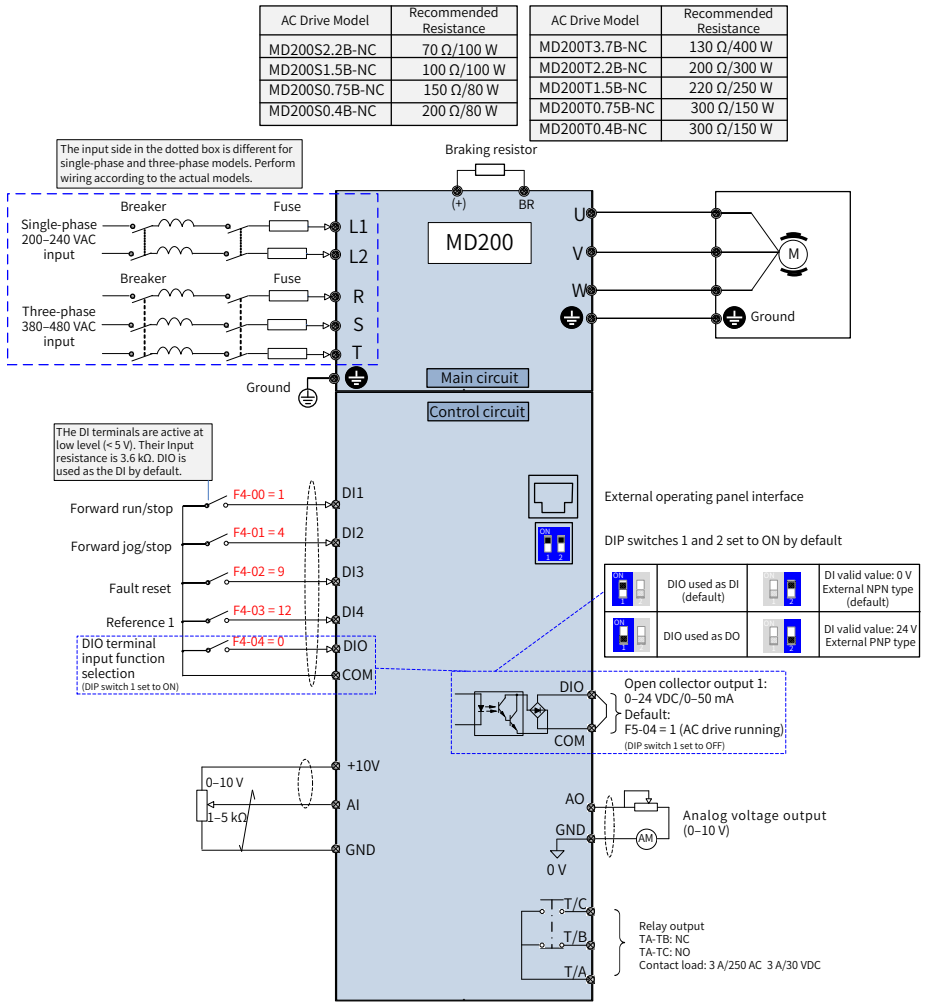 AC Drive Model
Recommended
Resistance
MD200S2.2B-NC
70 Ω/100 W
MD200S1.5B-NC
100 Ω/100 W
MD200S0.75B-NC
150 Ω/80 W
MD200S0.4B-NC
200 Ω/80 W
AC Drive Model
Recommended
Resistance
MD200T3.7B-NC
130 Ω/400 W
MD200T2.2B-NC
200 Ω/300 W
MD200T1.5B-NC
220 Ω/250 W
MD200T0.75B-NC
300 Ω/150 W
MD200T0.4B-NC
300 Ω/150 W
The input side in the dotted box is different for
single-phase and three-phase models. Perform
wiring according to the actual models.
Braking resistor
(+)
BR
MD200
Breaker
Fuse
Single-phase
200–240 VAC
input
L1
L2
Breaker
Fuse
Three-phase
380–480 VAC
input
R
S
T
Ground
U
V
W
M
Ground
Main circuit
Control circuit
THe DI terminals are active at
low level (< 5 V). Their Input
resistance is 3.6 kΩ. DIO is
used as the DI by default.
Forward run/stop
F4-00 = 1
DI1
Forward jog/stop
F4-01 = 4
DI2
Fault reset
F4-02 = 9
DI3
Reference 1
F4-03 = 12
DI4
DIO terminal
input function
selection
(DIP switch 1 set to ON)
F4-04 = 0
DIO
COM
External operating panel interface
ON
1 2
DIP switches 1 and 2 set to ON by default
ON
1
2
DIO used as DI
(default)
ON
1
2
DI valid value: 0 V
External NPN type
(default)
ON
1
2
DIO used as DO
ON
1
2
DI valid value: 24 V
External PNP type
DIO
COM
Open collector output 1:
0–24 VDC/0–50 mA
Default:
F5-04 = 1 (AC drive running)
(DIP switch 1 set to OFF)
+10V
0–10 V
AI
1–5 kΩ
GND
AO
GND
0 V
AM
Analog voltage output
(0–10 V)
T/C
T/B
T/A
Relay output
TA-TB: NC
TA-TC: NO
Contact load: 3 A/250 AC 3 A/30 VDC